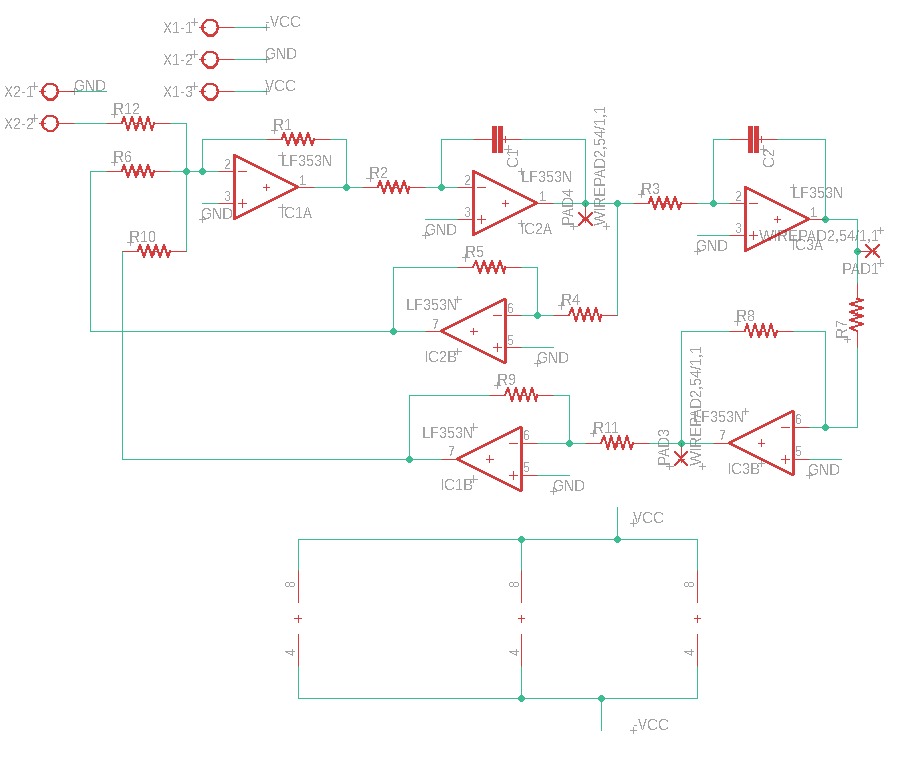 X1-1 -VCC
X1-2 GND
X2-1 GND X1-3 VCC
X2-2 R12 R1
R6 2 LF353N 1 3 GND IC1A
R2 C1 2 LF353N 1 3 GND IC2A
PAD4 WIREPAD2,54/1,1
R3 C2 2 LF353N 1 3 GND IC3A
WIREPAD2,54/1,1
PAD1
R10
R5
LF353N 6 R4
7 5 GND
IC2B
R8 R7
R9
LF353N 6 R11
7 5 GND
IC1B
PAD3 WIREPAD2,54/1,1
LF353N 6
7 5 GND
IC3B
VCC
8 8 8
4 4 4
-VCC